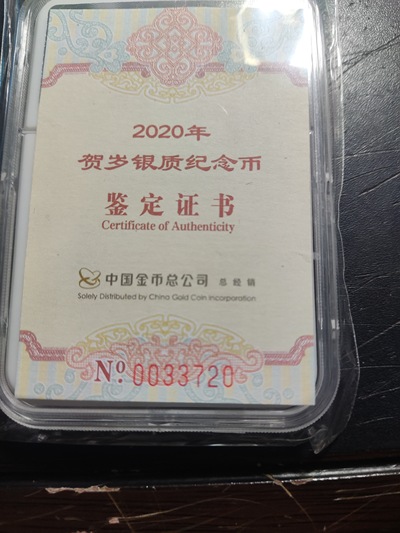 2020年
贺岁银质纪念币
鉴定证书
Certificate of Authenticity
中国金币总公司 总经销
Solely Distributed by China Gold Coin Incorporation
Nº 0033720